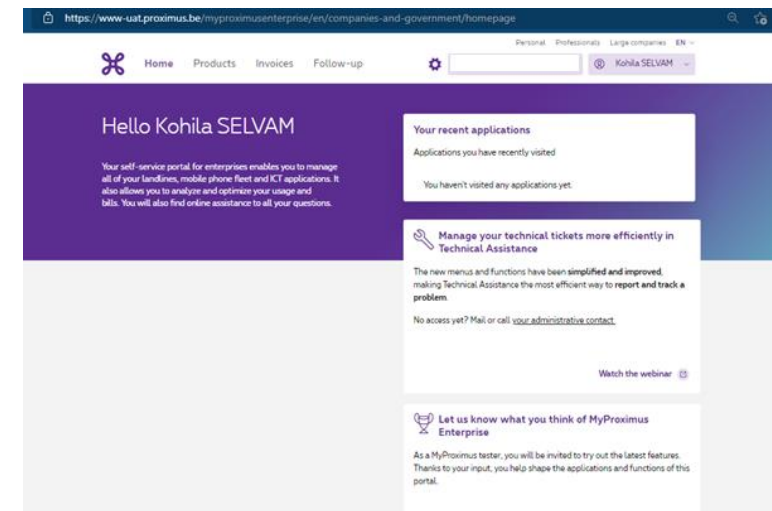 https://www-uat.proximus.be/myproximusenterprise/en/companies-and-government/homepage
Personal Professionals Large companies EN
Home Products Invoices Follow-up
Kohila SELVAM
Hello Kohila SELVAM
Your self-service portal for enterprises enables you to manage
all of your landlines, mobile phone fleet and ICT applications. It
also allows you to analyze and optimize your usage and
bills. You will also find online assistance to all your questions.
Your recent applications
Applications you have recently visited
You haven't visited any applications yet.
Manage your technical tickets more efficiently in
Technical Assistance
The new menus and functions have been simplified and improved,
making Technical Assistance the most efficient way to report and track a
problem.
No access yet? Mail or call your administrative contact.
Watch the webinar
Let us know what you think of MyProximus
Enterprise
As a MyProximus tester, you will be invited to try out the latest features.
Thanks to your input, you help shape the applications and functions of this
portal.